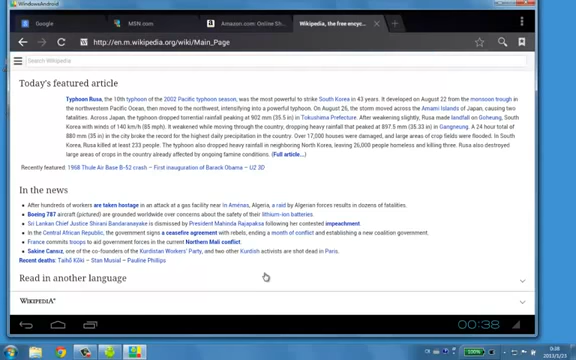 WindowsAndroid
Google
MSN.com
Amazon.com: Online Sh...
Wikipedia, the free encyc...
http://en.m.wikipedia.org/wiki/Main_Page
Search Wikipedia
Today's featured article
Typhoon Rusa, the 10th typhoon of the 2002 Pacific typhoon season, was the most powerful to strike South Korea in 43 years. It developed on August 22 from the monsoon trough in
the northwestern Pacific Ocean, then moved to the northwest, intensifying into a powerful typhoon. On August 26, the storm moved across the Amami Islands of Japan, causing two
fatalities. Across Japan, the typhoon dropped torrential rainfall peaking at 902 mm (35.5 in) in Tokushima Prefecture. After weakening slightly, Rusa made landfall on Goheung, South
Korea with winds of 140 km/h (85 mph). It weakened while moving through the country, dropping heavy rainfall that peaked at 897.5 mm (35.33 in) in Gangneung. A 24 hour total of
880 mm (35 in) in the city broke the record for the highest daily precipitation in the country. Over 17,000 houses were damaged, and large areas of crop fields were flooded. In South
Korea, Rusa killed at least 233 people. The typhoon also dropped heavy rainfall in neighboring North Korea, leaving 26,000 people homeless and killing three. Rusa also destroyed
large areas of crops in the country already affected by ongoing famine conditions. (Full article...)
Recently featured: 1968 Thule Air Base B-52 crash – First inauguration of Barack Obama – U2 3D
In the news
After hundreds of workers are taken hostage in an attack at a gas facility near In Aménas, Algeria, a raid by Algerian forces results in dozens of fatalities.
Boeing 787 aircraft (pictured) are grounded worldwide over concerns about the safety of their lithium-ion batteries.
Sri Lankan Chief Justice Shirani Bandaranayake is dismissed by President Mahinda Rajapaksa following her contested impeachment.
In the Central African Republic, the government signs a ceasefire agreement with rebels, ending a month of conflict and establishing a new coalition government.
France commits troops to aid government forces in the current Northern Mali conflict.
Sakine Cansız, one of the co-founders of the Kurdistan Workers' Party, and two other Kurdish activists are shot dead in Paris.
Recent deaths: Taihō Kōki – Stan Musial – Pauline Phillips
Read in another language
WIKIPEDIA®
00:38
100%
0:38
2013/1/23